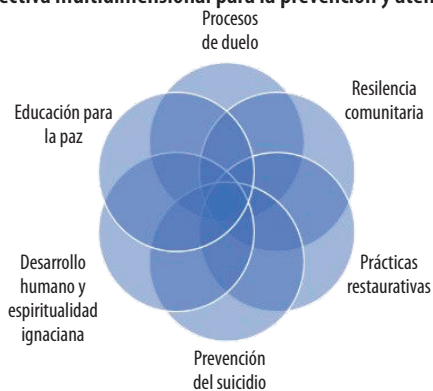 ectiva multidimensional para la prevención y aten
Procesos
de duelo
Resilencia
comunitaria
Prácticas
restaurativas
Prevención
del suicidio
Desarrollo
humano y
espiritualidad
ignaciana
Educación para
la paz